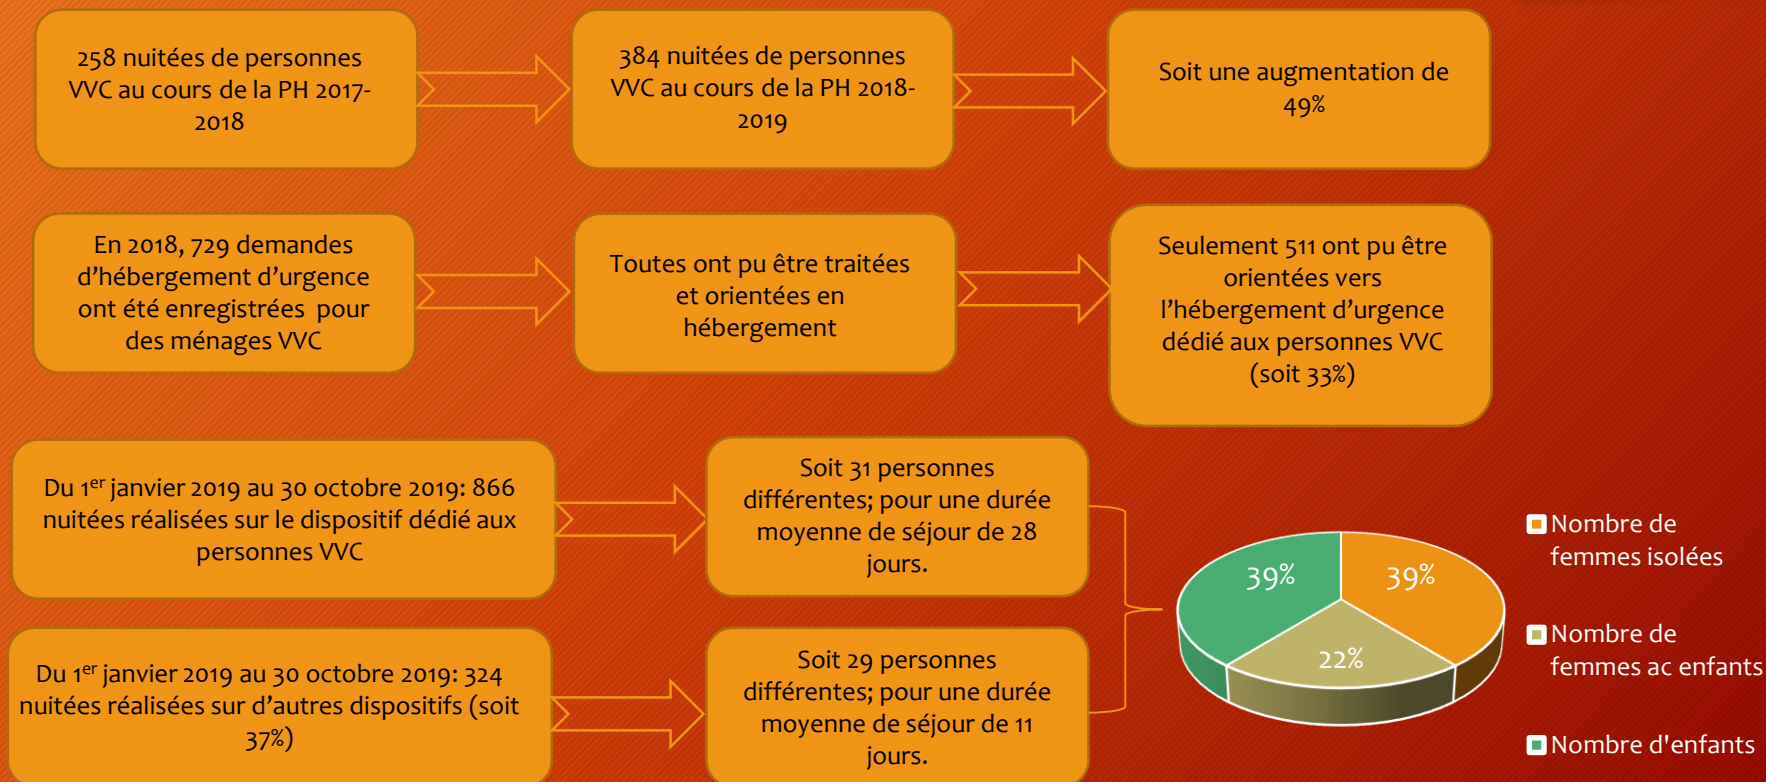 258 nuitées de personnes
VVC au cours de la PH 2017-
2018
384 nuitées de personnes
VVC au cours de la PH 2018-
2019
Soit une augmentation de
49%
En 2018, 729 demandes
d’hébergement d’urgence
ont été enregistrées pour
des ménages VVC
Toutes ont pu être traitées
et orientées en
hébergement
Seulement 511 ont pu être
orientées vers
l’hébergement d’urgence
dédié aux personnes VVC
(soit 33%)
Du 1er janvier 2019 au 30 octobre 2019: 866
nuitées réalisées sur le dispositif dédié aux
personnes VVC
Soit 31 personnes
différentes; pour une durée
moyenne de séjour de 28
jours.
Du 1er janvier 2019 au 30 octobre 2019: 324
nuitées réalisées sur d’autres dispositifs (soit
37%)
Soit 29 personnes
différentes; pour une durée
moyenne de séjour de 11
jours.
39%
39%
22%
Nombre de
femmes isolées
Nombre de
femmes ac enfants
Nombre d'enfants